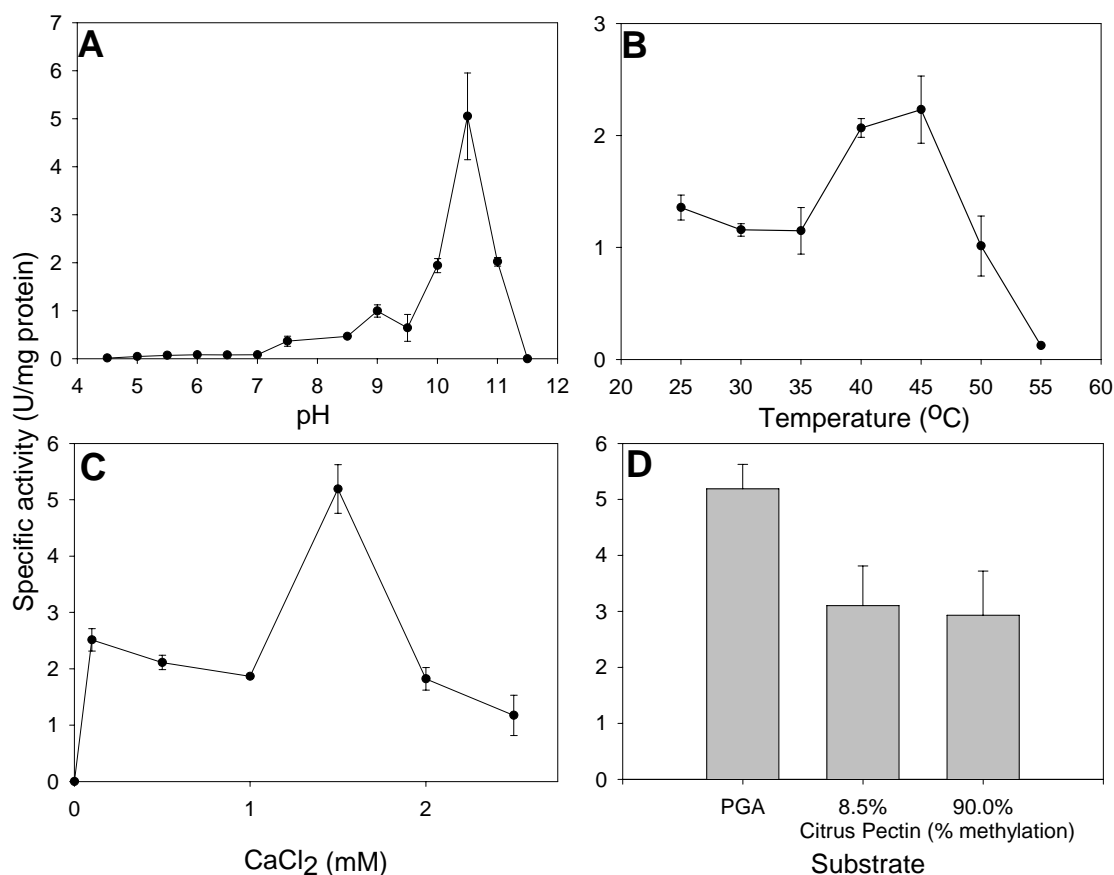 Specific activity (U/mg protein)
A
7
6
5
4
3
2
1
0
4 5 6 7 8 9 10 11 12
pH
B
3
2
1
0
20 25 30 35 40 45 50 55 60
Temperature (ºC)
C
6
5
4
3
2
1
0
0 1 2
CaCl₂ (mM)
D
6
5
4
3
2
1
0
PGA 8.5% 90.0%
Citrus Pectin (% methylation)
Substrate